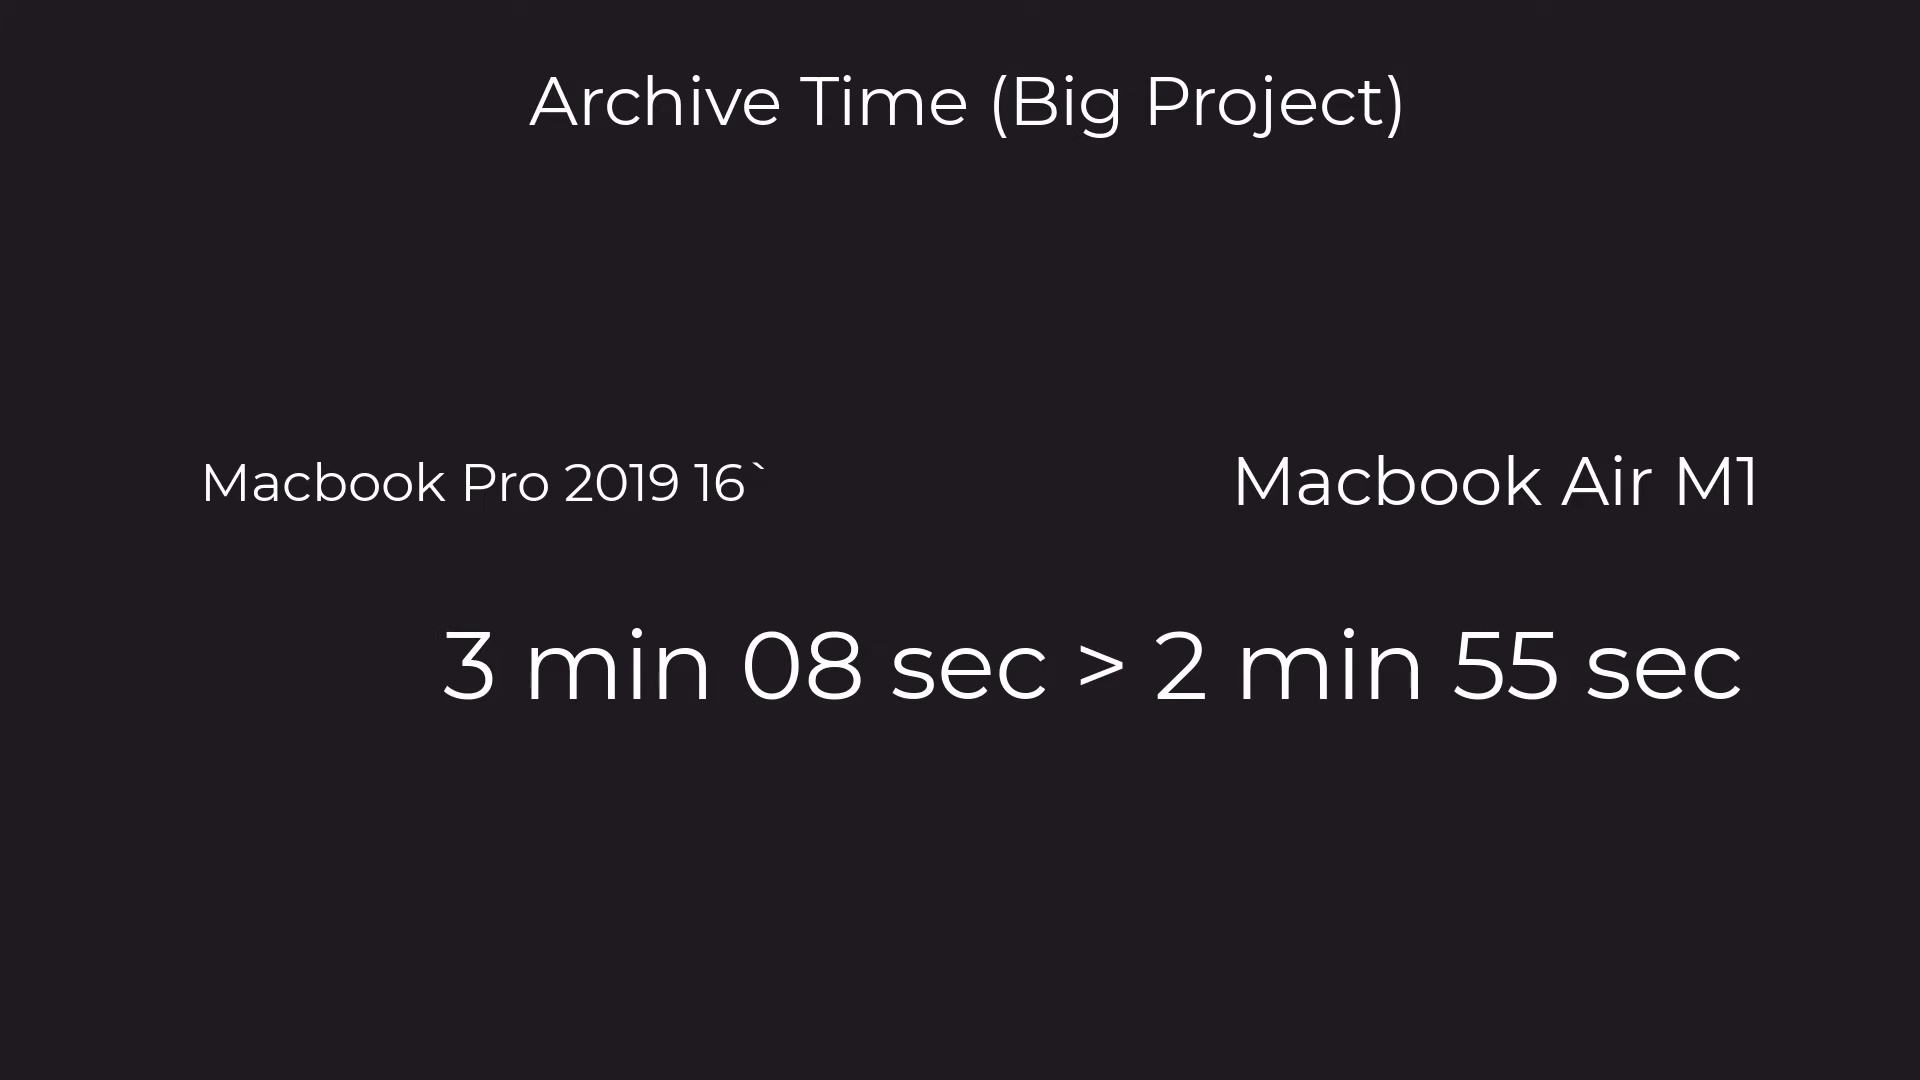 Archive Time (Big Project)
Macbook Pro 2019 16`
Macbook Air M1
3 min 08 sec > 2 min 55 sec